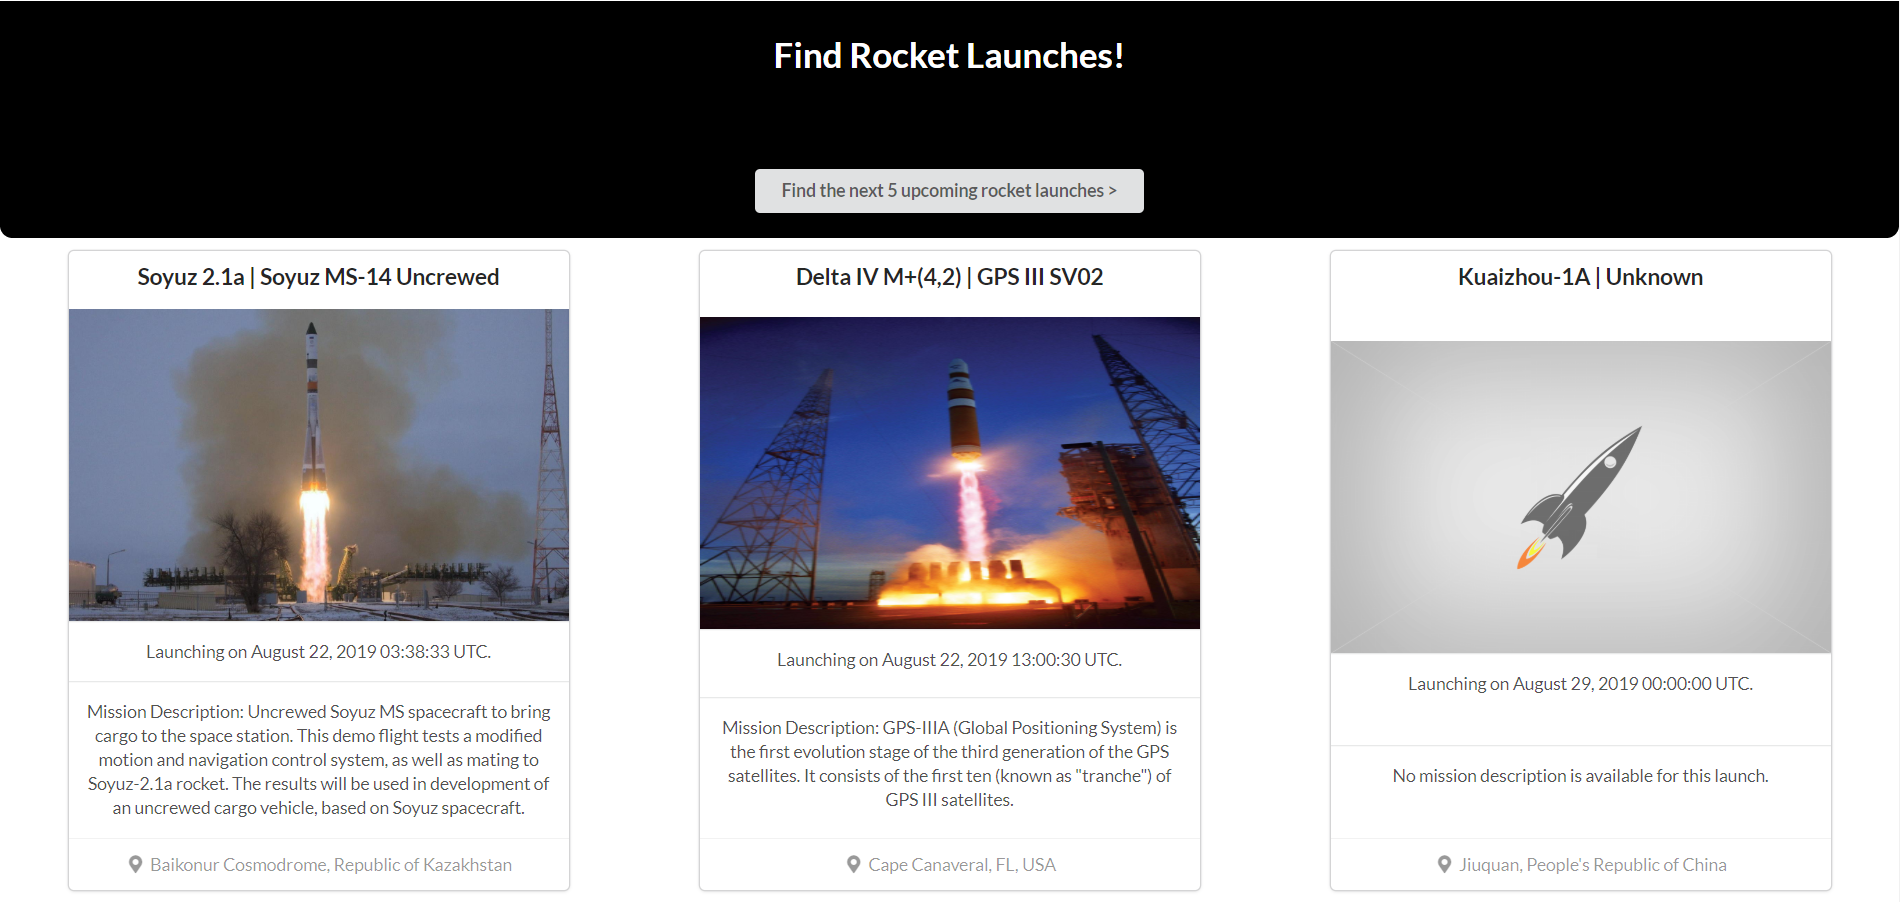 Find Rocket Launches!
Find the next 5 upcoming rocket launches >
Soyuz 2.1a | Soyuz MS-14 Uncrewed
Launching on August 22, 2019 03:38:33 UTC.
Mission Description: Uncrewed Soyuz MS spacecraft to bring
cargo to the space station. This demo flight tests a modified
motion and navigation control system, as well as mating to
Soyuz-2.1a rocket. The results will be used in development of
an uncrewed cargo vehicle, based on Soyuz spacecraft.
Baikonur Cosmodrome, Republic of Kazakhstan
Delta IV M+(4,2) | GPS III SV02
Launching on August 22, 2019 13:00:30 UTC.
Mission Description: GPS-IIIA (Global Positioning System) is
the first evolution stage of the third generation of the GPS
satellites. It consists of the first ten (known as "tranche") of
GPS III satellites.
Cape Canaveral, FL, USA
Kuaizhou-1A | Unknown
Launching on August 29, 2019 00:00:00 UTC.
No mission description is available for this launch.
Jiuquan, People's Republic of China